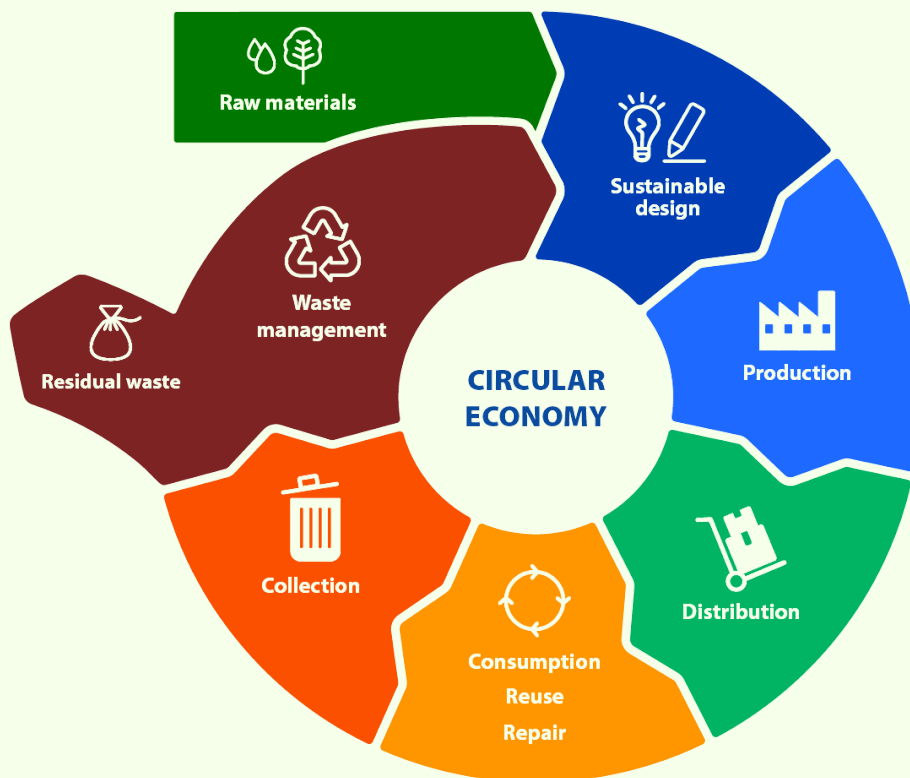 Raw materials
Sustainable
design
Production
Distribution
Consumption
Reuse
Repair
Collection
Waste
management
Residual waste
CIRCULAR
ECONOMY